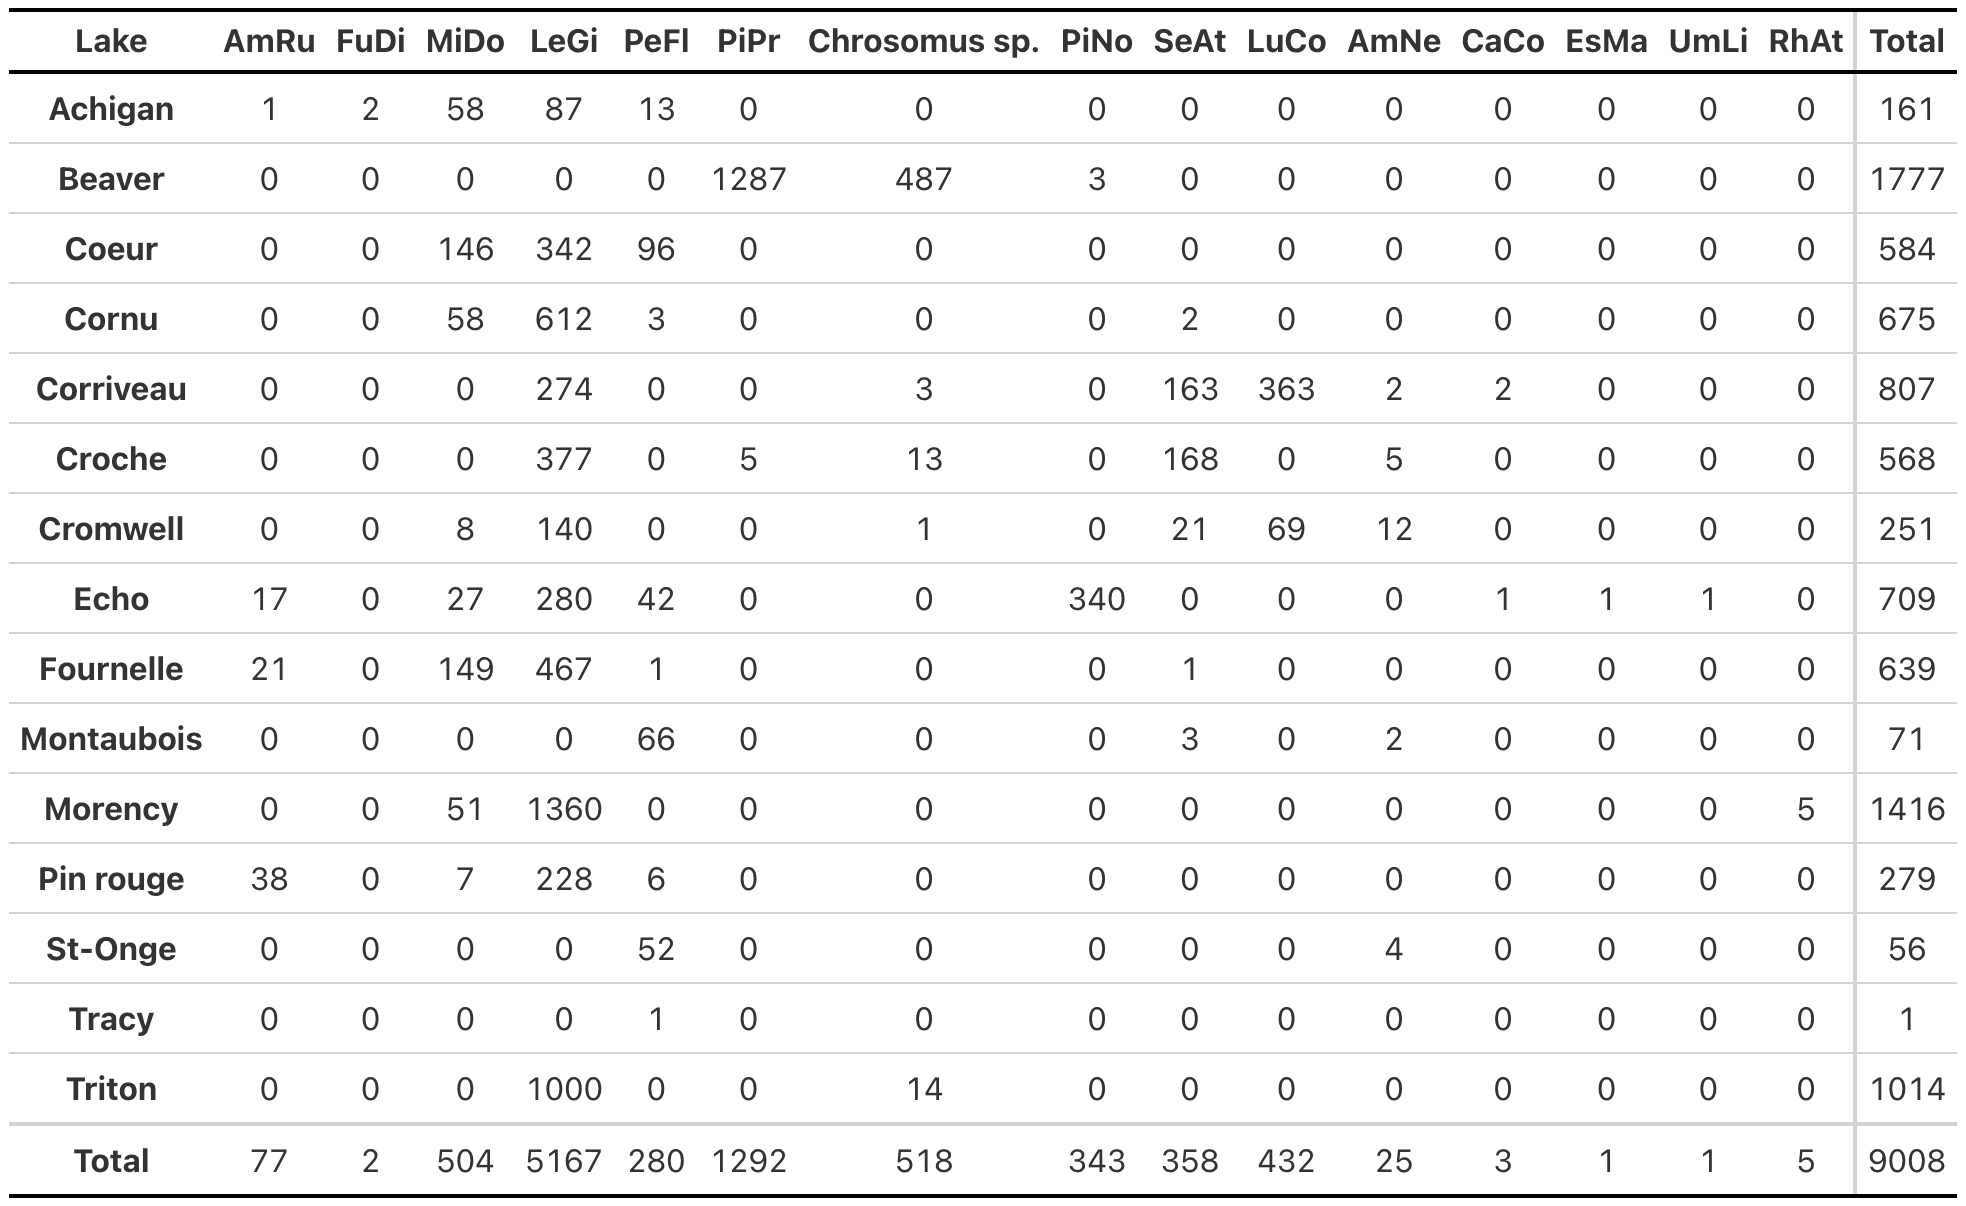 Lake AmRu FuDi MiDo LeGi PeFl PiPr Chrosomus sp. PiNo SeAt LuCo AmNe CaCo EsMa UmLi RhAt Total
Achigan 1 2 58 87 13 0 0 0 0 0 0 0 0 0 0 161
Beaver 0 0 0 0 0 1287 487 3 0 0 0 0 0 0 0 1777
Coeur 0 0 146 342 96 0 0 0 0 0 0 0 0 0 0 584
Cornu 0 0 58 612 3 0 0 0 2 0 0 0 0 0 0 675
Corriveau 0 0 0 274 0 0 3 0 163 363 2 2 0 0 0 807
Croche 0 0 0 377 0 5 13 0 168 0 5 0 0 0 0 568
Cromwell 0 0 8 140 0 0 1 0 21 69 12 0 0 0 0 251
Echo 17 0 27 280 42 0 0 340 0 0 0 1 1 1 0 709
Fournelle 21 0 149 467 1 0 0 0 1 0 0 0 0 0 0 639
Montaubois 0 0 0 0 66 0 0 0 3 0 2 0 0 0 0 71
Morency 0 0 51 1360 0 0 0 0 0 0 0 0 0 0 5 1416
Pin rouge 38 0 7 228 6 0 0 0 0 0 0 0 0 0 0 279
St-Onge 0 0 0 0 52 0 0 0 0 0 4 0 0 0 0 56
Tracy 0 0 0 0 1 0 0 0 0 0 0 0 0 0 0 1
Triton 0 0 0 1000 0 0 14 0 0 0 0 0 0 0 0 1014
Total 77 2 504 5167 280 1292 518 343 358 432 25 3 1 1 5 9008